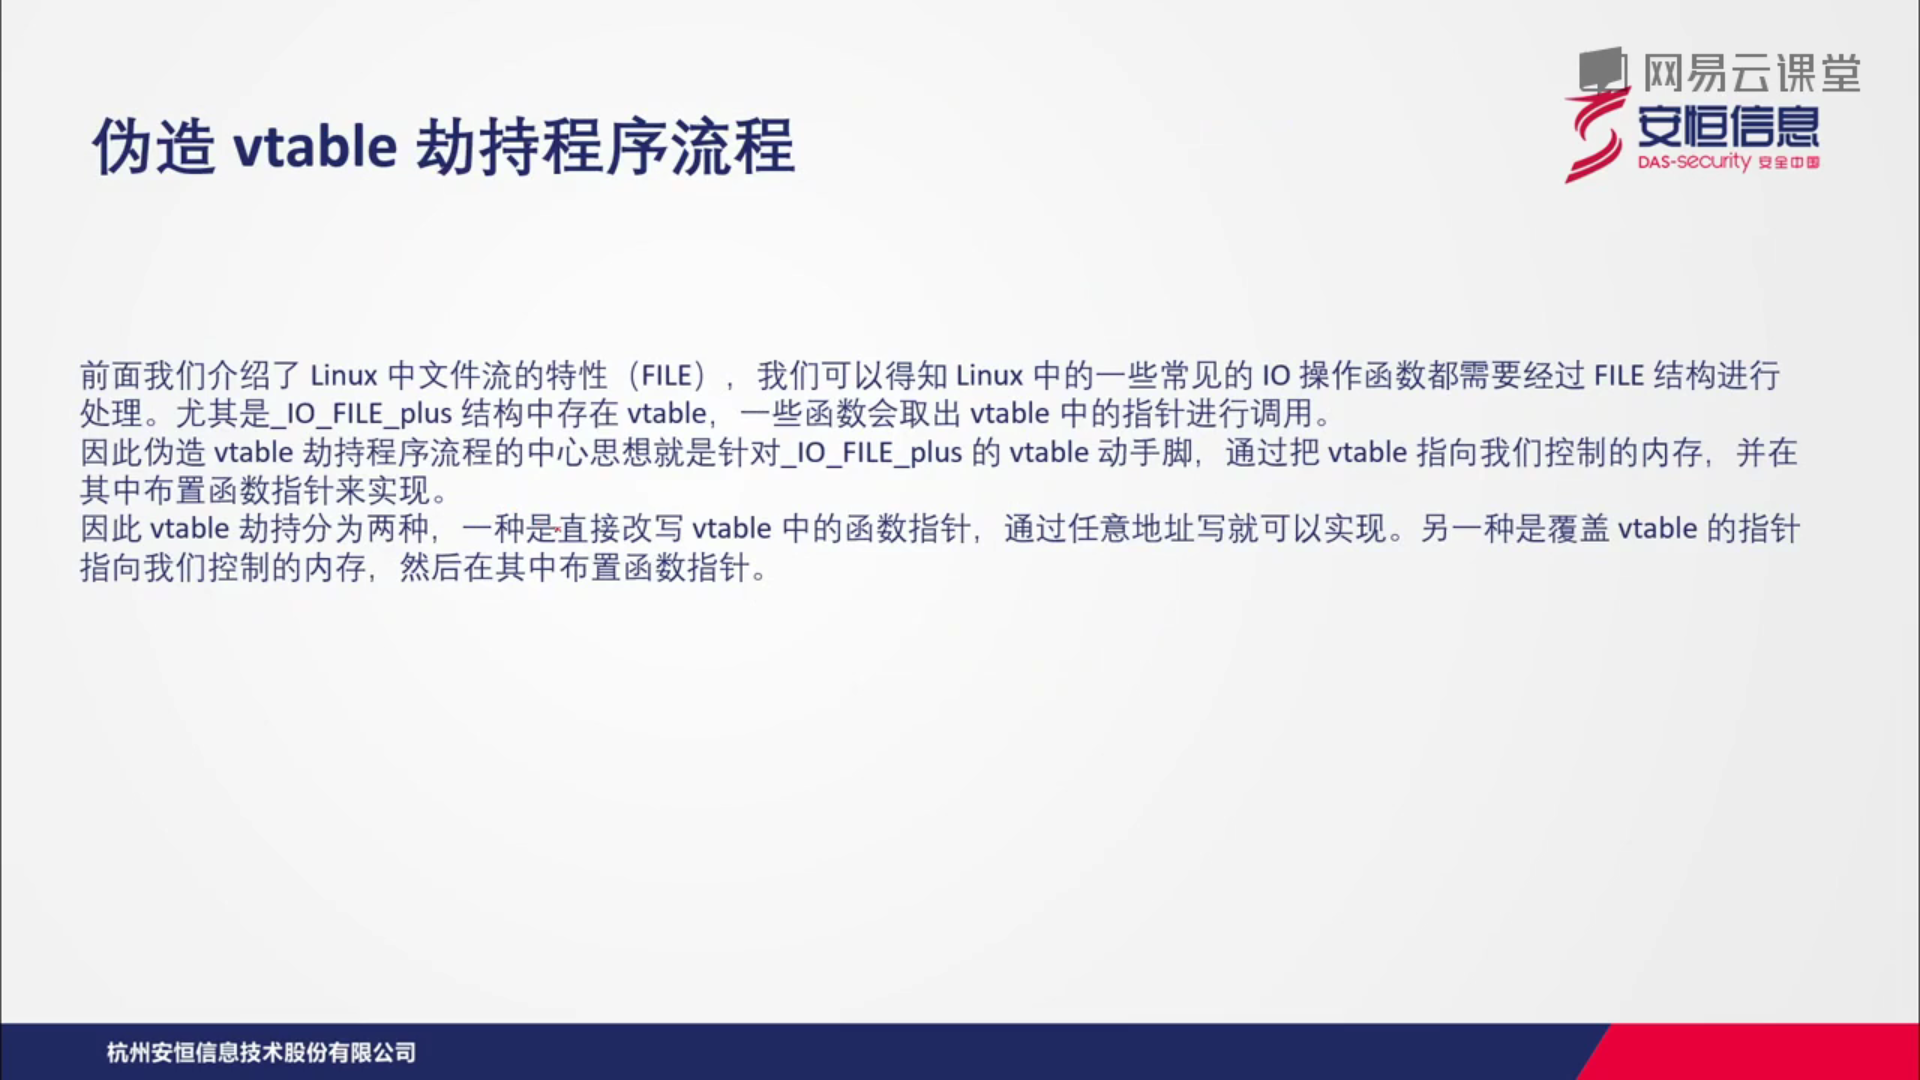 网易云课堂
安恒信息
DAS-security 安全中国
伪造 vtable 劫持程序流程
前面我们介绍了 Linux 中文件流的特性（FILE），我们可以得知 Linux 中的一些常见的 IO 操作函数都需要经过 FILE 结构进行
处理。尤其是_IO_FILE_plus 结构中存在 vtable，一些函数会取出 vtable 中的指针进行调用。
因此伪造 vtable 劫持程序流程的中心思想就是针对_IO_FILE_plus 的 vtable 动手脚，通过把 vtable 指向我们控制的内存，并在
其中布置函数指针来实现。
因此 vtable 劫持分为两种，一种是直接改写 vtable 中的函数指针，通过任意地址写就可以实现。另一种是覆盖 vtable 的指针
指向我们控制的内存，然后在其中布置函数指针。
杭州安恒信息技术股份有限公司